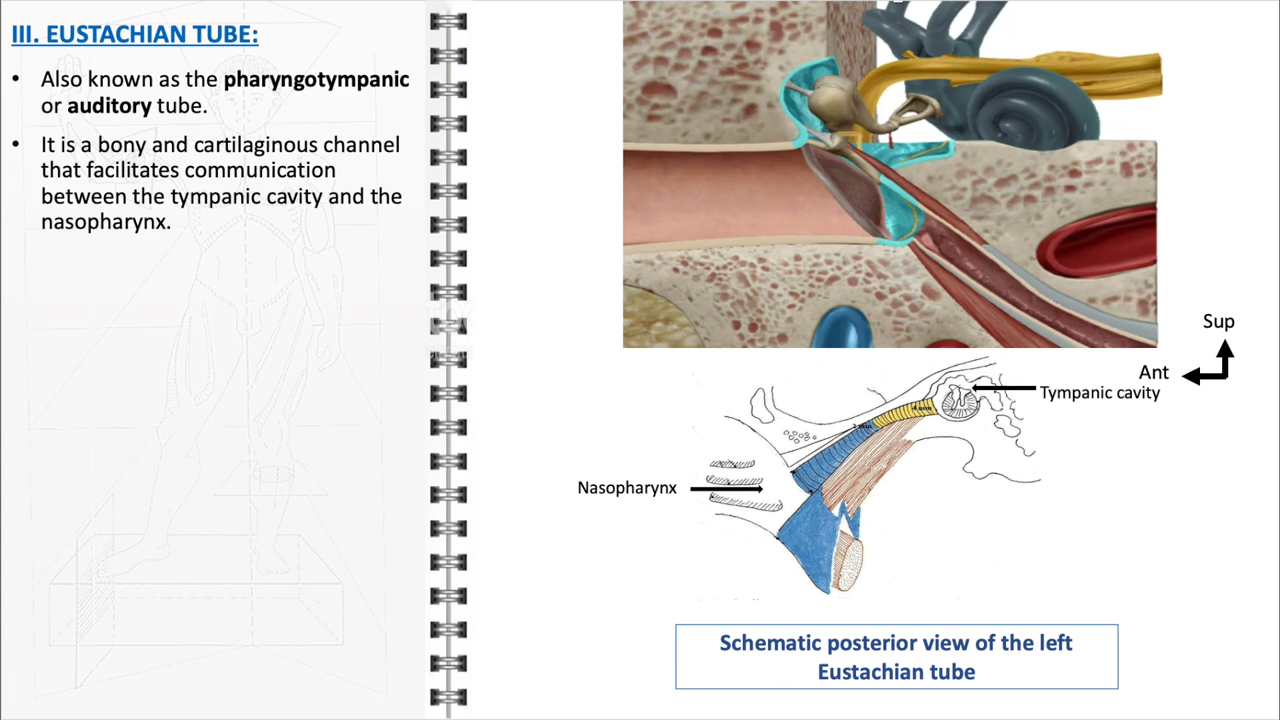 III. EUSTACHIAN TUBE:
• Also known as the pharyngotympanic
or auditory tube.
• It is a bony and cartilaginous channel
that facilitates communication
between the tympanic cavity and the
nasopharynx.
Sup
Ant
Tympanic cavity
Nasopharynx
Schematic posterior view of the left
Eustachian tube